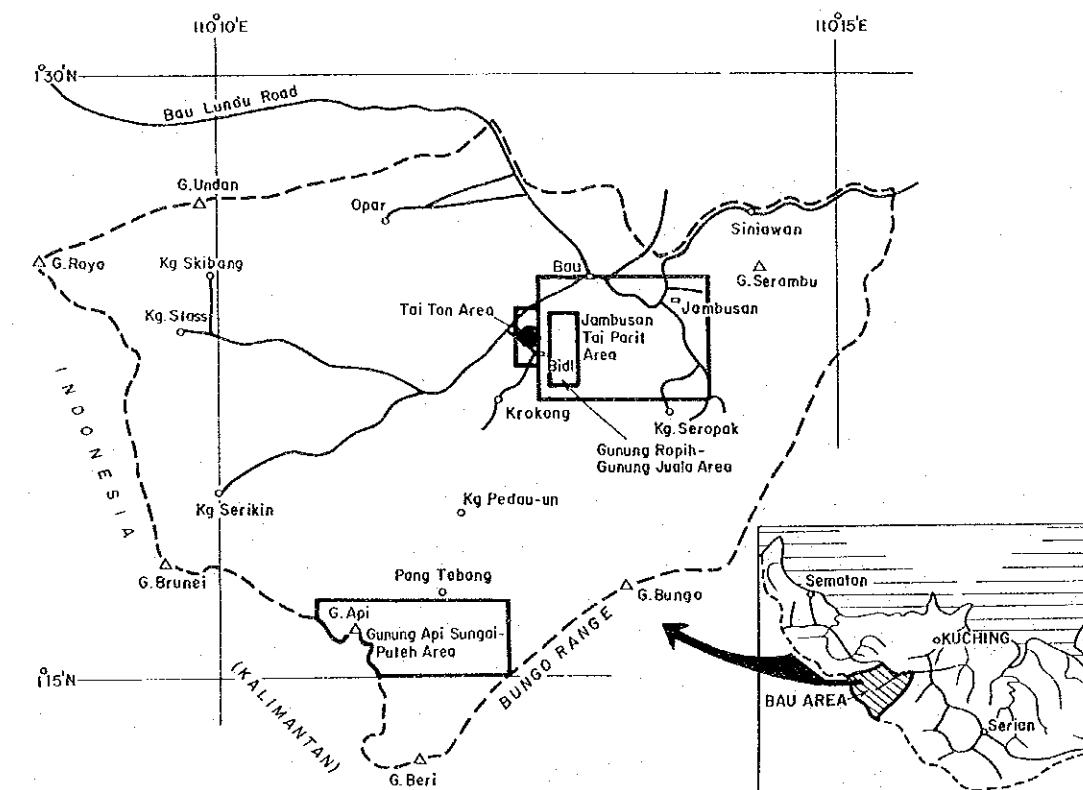 110°10'E
110°15'E
1°30'N
Bau Lundu Road
G.Undan
Opar
Siniawan
G.Raya
Kg Skibang
Bau
G.Serambu
Tai Ton Area
Jambusan
Tai Parit
Area
Jambusan
Kg.Stass
Bidi
INDONESIA
Krokong
Kg.Seropak
Gunung Ropih-
Gunung Juala Area
Kg Serikin
Kg Pedau-un
G.Brunei
Pang Tebang
G.Bungo
G.Api
Gunung Api Sungai-
Puteh Area
BUNGO RANGE
1°15'N
(KALIMANTAN)
G.Beri
Sematan
KUCHING
BAU AREA
Serian